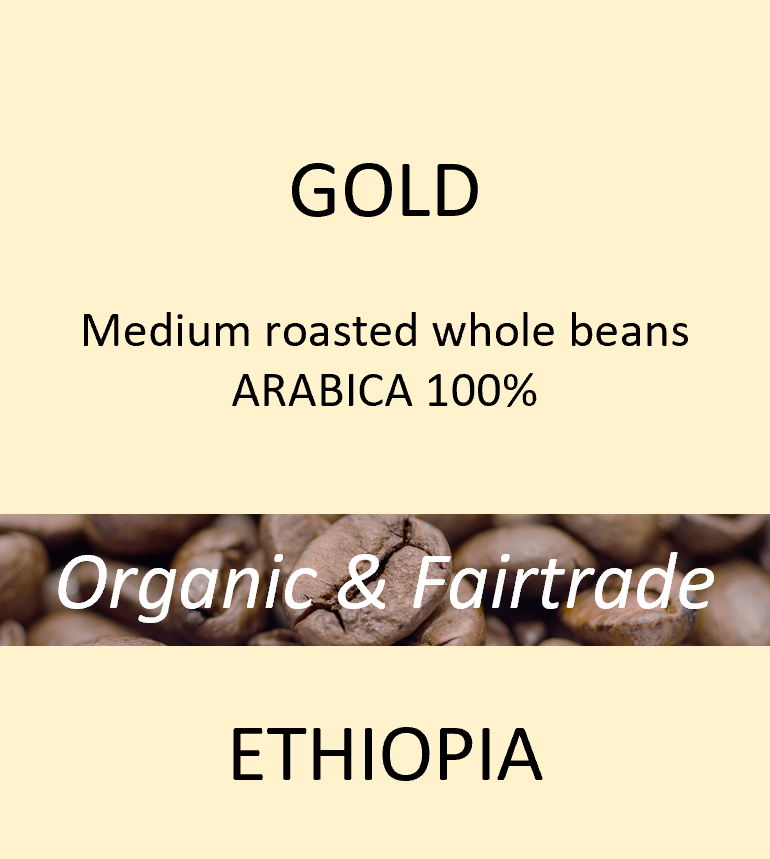 GOLD
Medium roasted whole beans
ARABICA 100%
Organic & Fairtrade
ETHIOPIA